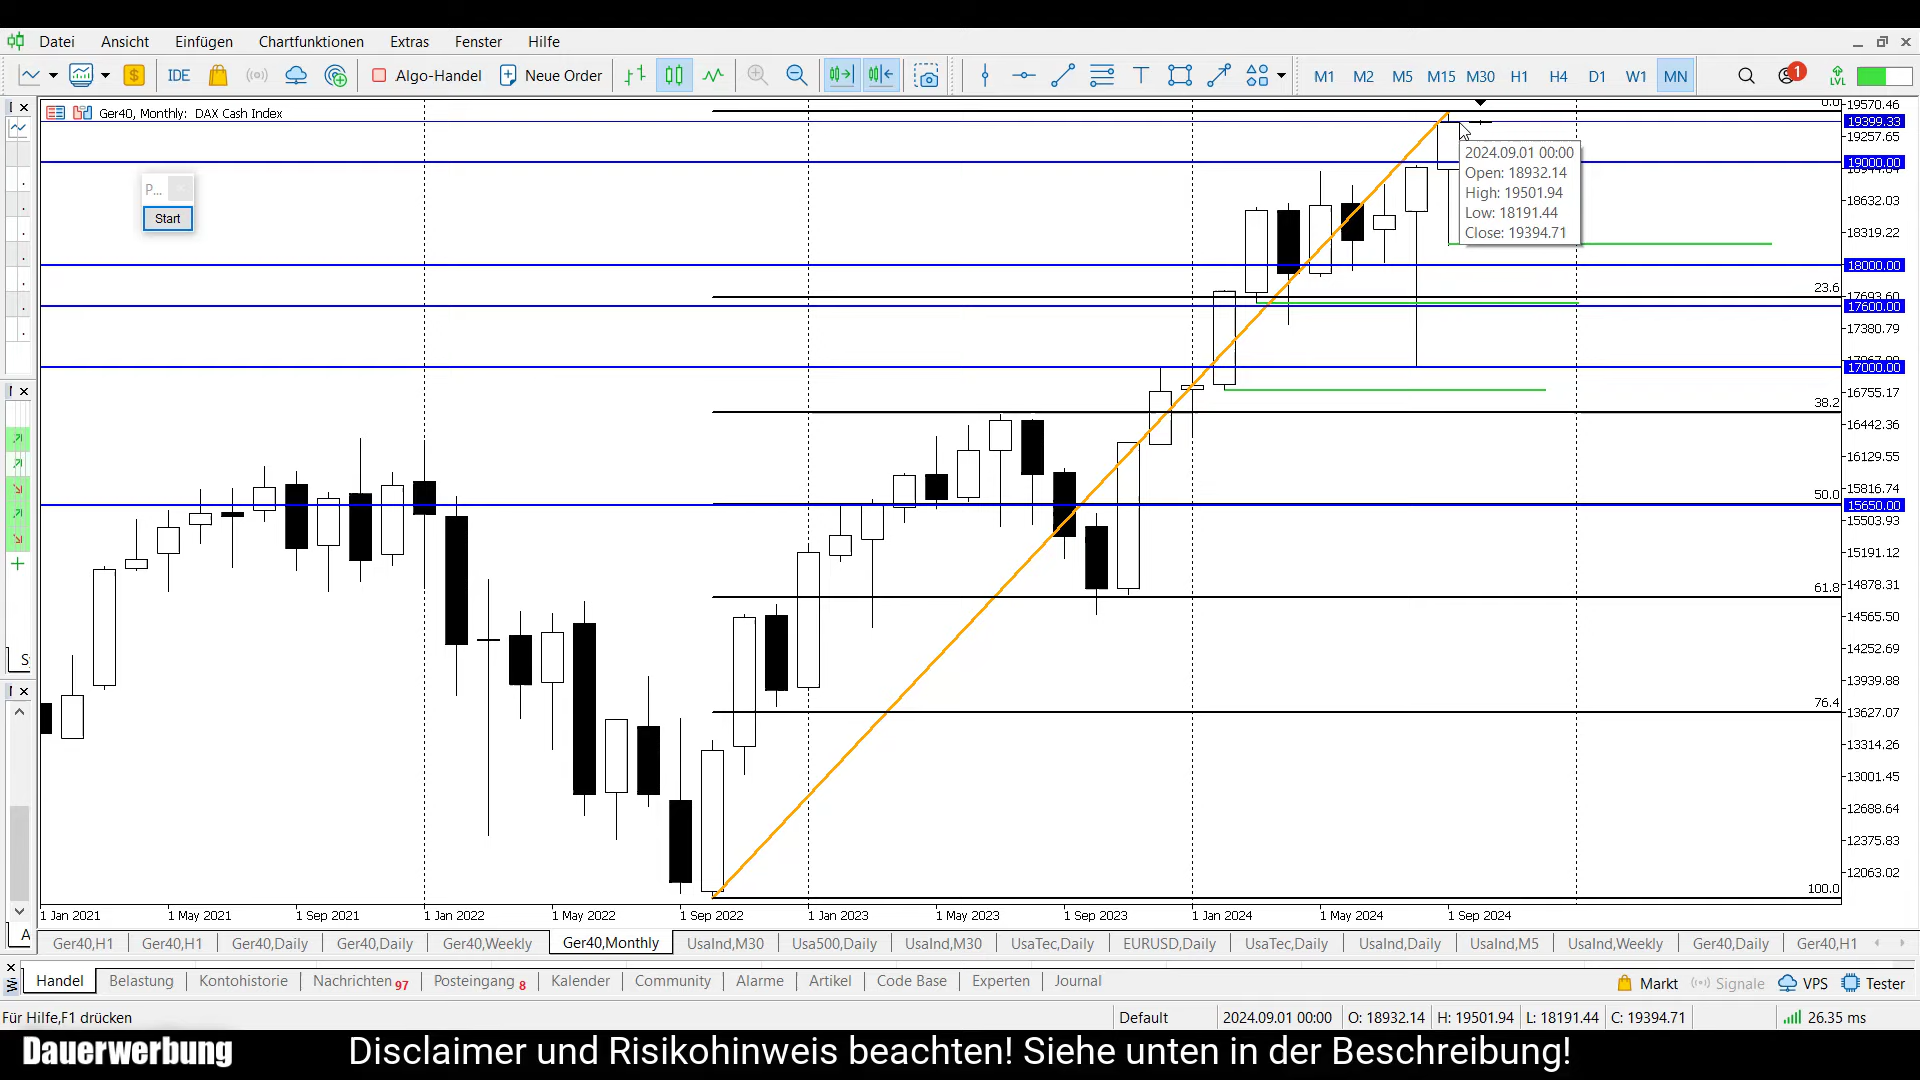 Datei Ansicht Einfügen Chartfunktionen Extras Fenster Hilfe
IDE Algo-Handel Neue Order M1 M2 M5 M15 M30 H1 H4 D1 W1 MN 1 LVL
Ger40, Monthly: DAX Cash Index
0.0 19570.46
19399.33
19257.65
19000.00
2024.09.01 00:00
Open: 18932.14
High: 19501.94
Low: 18191.44
Close: 19394.71
P...
Start
18632.03
18319.22
18000.00
23.6
17600.00
17380.79
17000.00
16755.17
38.2
16442.36
16129.55
15816.74
50.0
15650.00
15503.93
15191.12
61.8 14878.31
14565.50
14252.69
13939.88
76.4
13627.07
13314.26
13001.45
12688.64
12375.83
12063.02
100.0
1 Jan 2021 1 May 2021 1 Sep 2021 1 Jan 2022 1 May 2022 1 Sep 2022 1 Jan 2023 1 May 2023 1 Sep 2023 1 Jan 2024 1 May 2024 1 Sep 2024
Ger40,H1 Ger40,H1 Ger40,Daily Ger40,Daily Ger40,Weekly Ger40,Monthly UsaInd,M30 Usa500,Daily UsaInd,M30 UsaTec,Daily EURUSD,Daily UsaTec,Daily UsaInd,Daily UsaInd,M5 UsaInd,Weekly Ger40,Daily Ger40,H1
Handel Belastung Kontohistorie Nachrichten 97 Posteingang 8 Kalender Community Alarme Artikel Code Base Experten Journal Markt Signale VPS Tester
Für Hilfe,F1 drücken Default 2024.09.01 00:00 O: 18932.14 H: 19501.94 L: 18191.44 C: 19394.71 26.35 ms
Dauerwerbung Disclaimer und Risikohinweis beachten! Siehe unten in der Beschreibung!